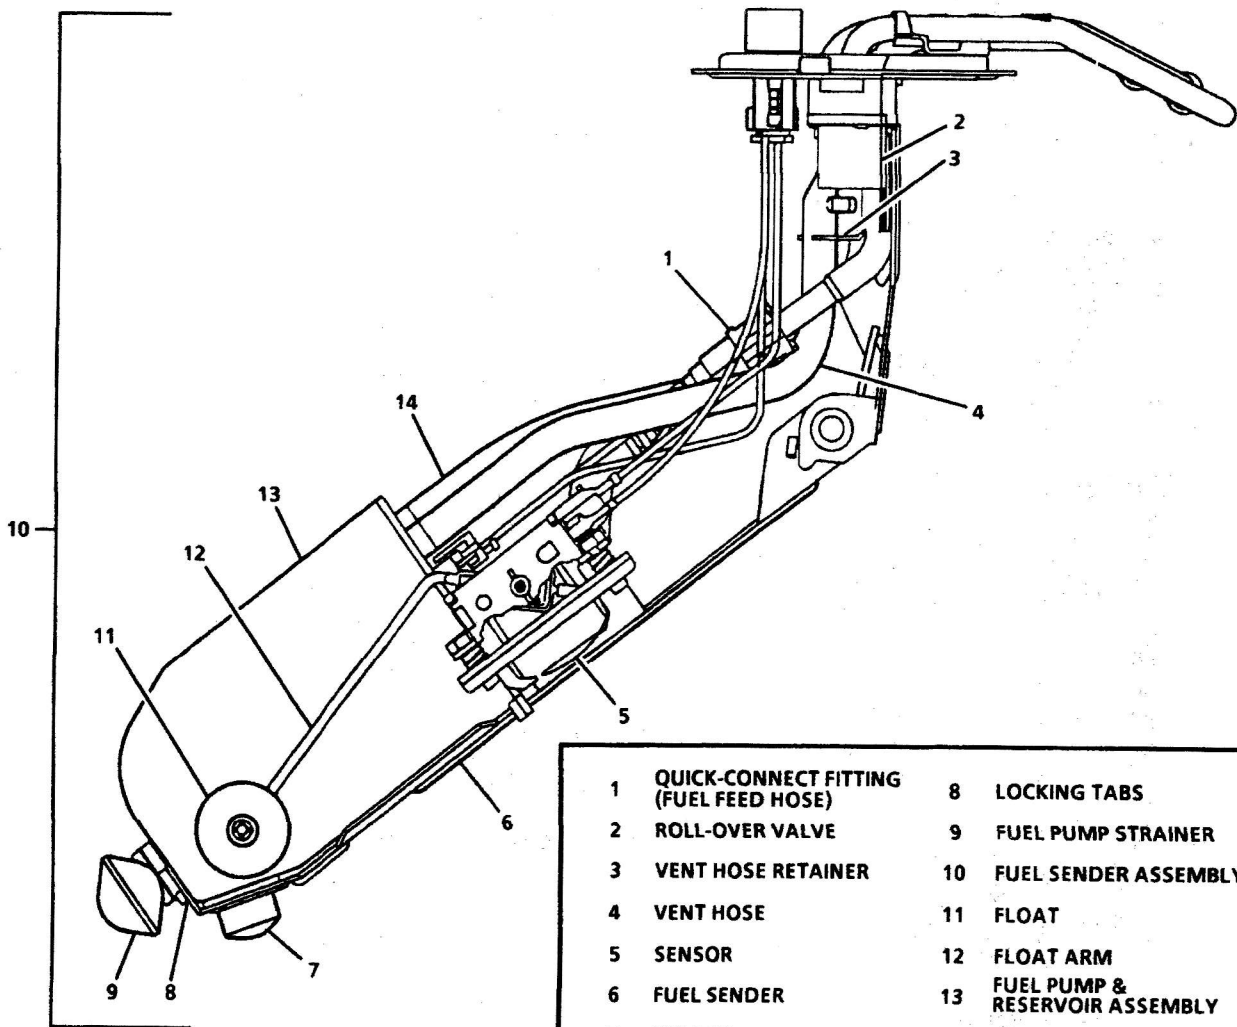 2
3
1
4
14
13
10
12
11
5
6
7
9
8
1 QUICK-CONNECT FITTING
(FUEL FEED HOSE)
2 ROLL-OVER VALVE
3 VENT HOSE RETAINER
4 VENT HOSE
5 SENSOR
6 FUEL SENDER
8 LOCKING TABS
9 FUEL PUMP STRAINER
10 FUEL SENDER ASSEMBLY
11 FLOAT
12 FLOAT ARM
13 FUEL PUMP &
RESERVOIR ASSEMBLY